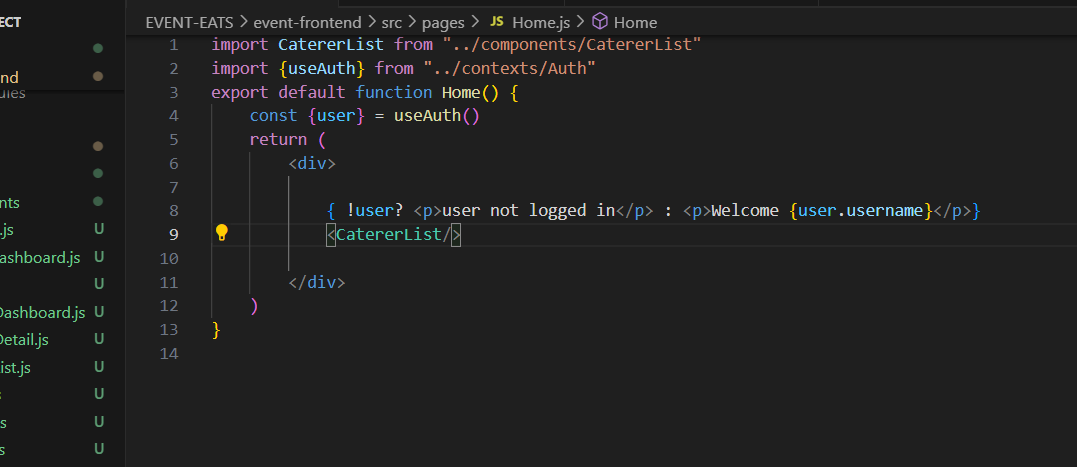 ECT
EVENT-EATS > event-frontend > src > pages > JS Home.js > Home
nd
1 import CatererList from "../components/CatererList"
2 import {useAuth} from "../contexts/Auth"
3 export default function Home() {
4 const {user} = useAuth()
5 return (
6 <div>
7
8 { !user? <p>user not logged in</p> : <p>Welcome {user.username}</p>}
9 <CatererList/>
10
11 </div>
12 )
13 }
14
ules
nts
.js U
ashboard.js U
U
Dashboard.js U
Detail.js U
ist.js U
s U
s U
s U